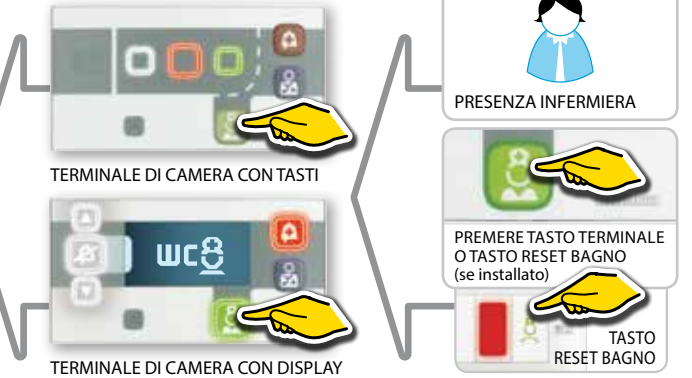 TERMINALE DI CAMERA CON TASTI
wc
TERMINALE DI CAMERA CON DISPLAY
PRESENZA INFERMIERA
PREMERE TASTO TERMINALE
O TASTO RESET BAGNO
(se installato)
TASTO
RESET BAGNO